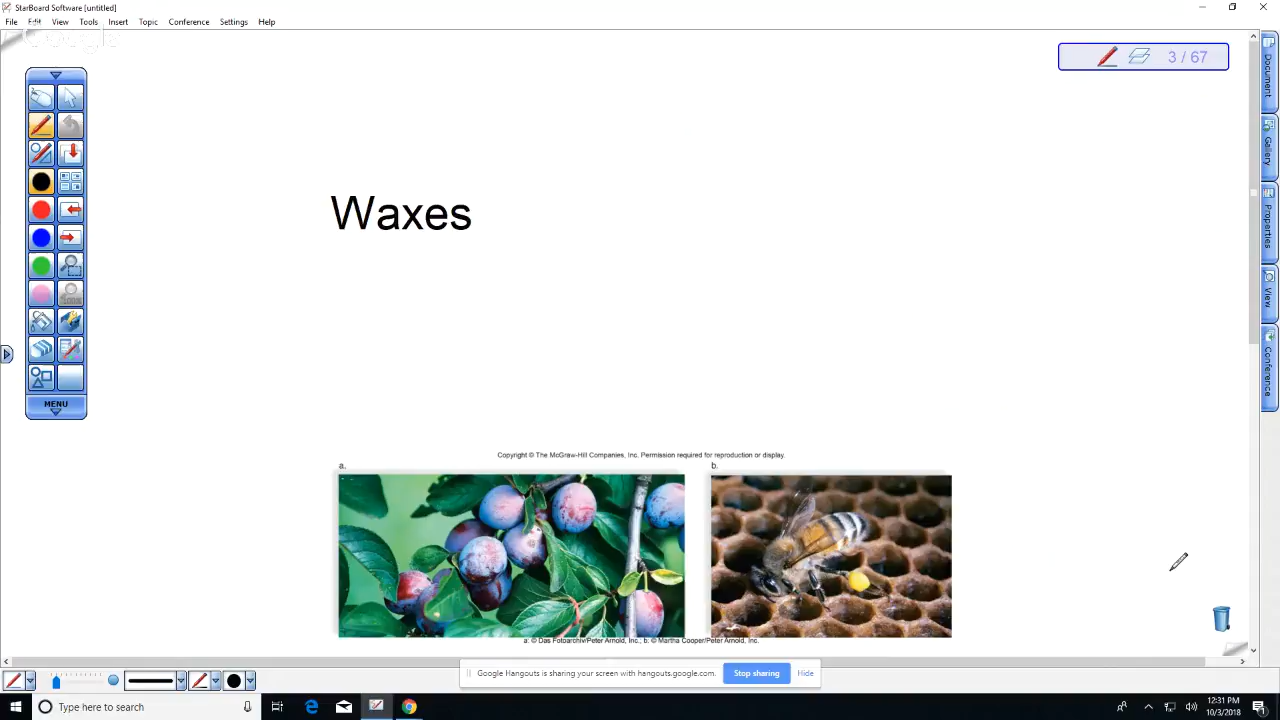 StarBoard Software [untitled]
File Edit View Tools Insert Topic Conference Settings Help
3 / 67
Document
Gallery
Properties
View
Conference
MENU
Waxes
Copyright © The McGraw-Hill Companies, Inc. Permission required for reproduction or display.
a. b.
a: © Das Fotoarchiv/Peter Arnold, Inc.; b: © Martha Cooper/Peter Arnold, Inc.
Google Hangouts is sharing your screen with hangouts.google.com. Stop sharing Hide
Type here to search
12:31 PM
10/3/2018